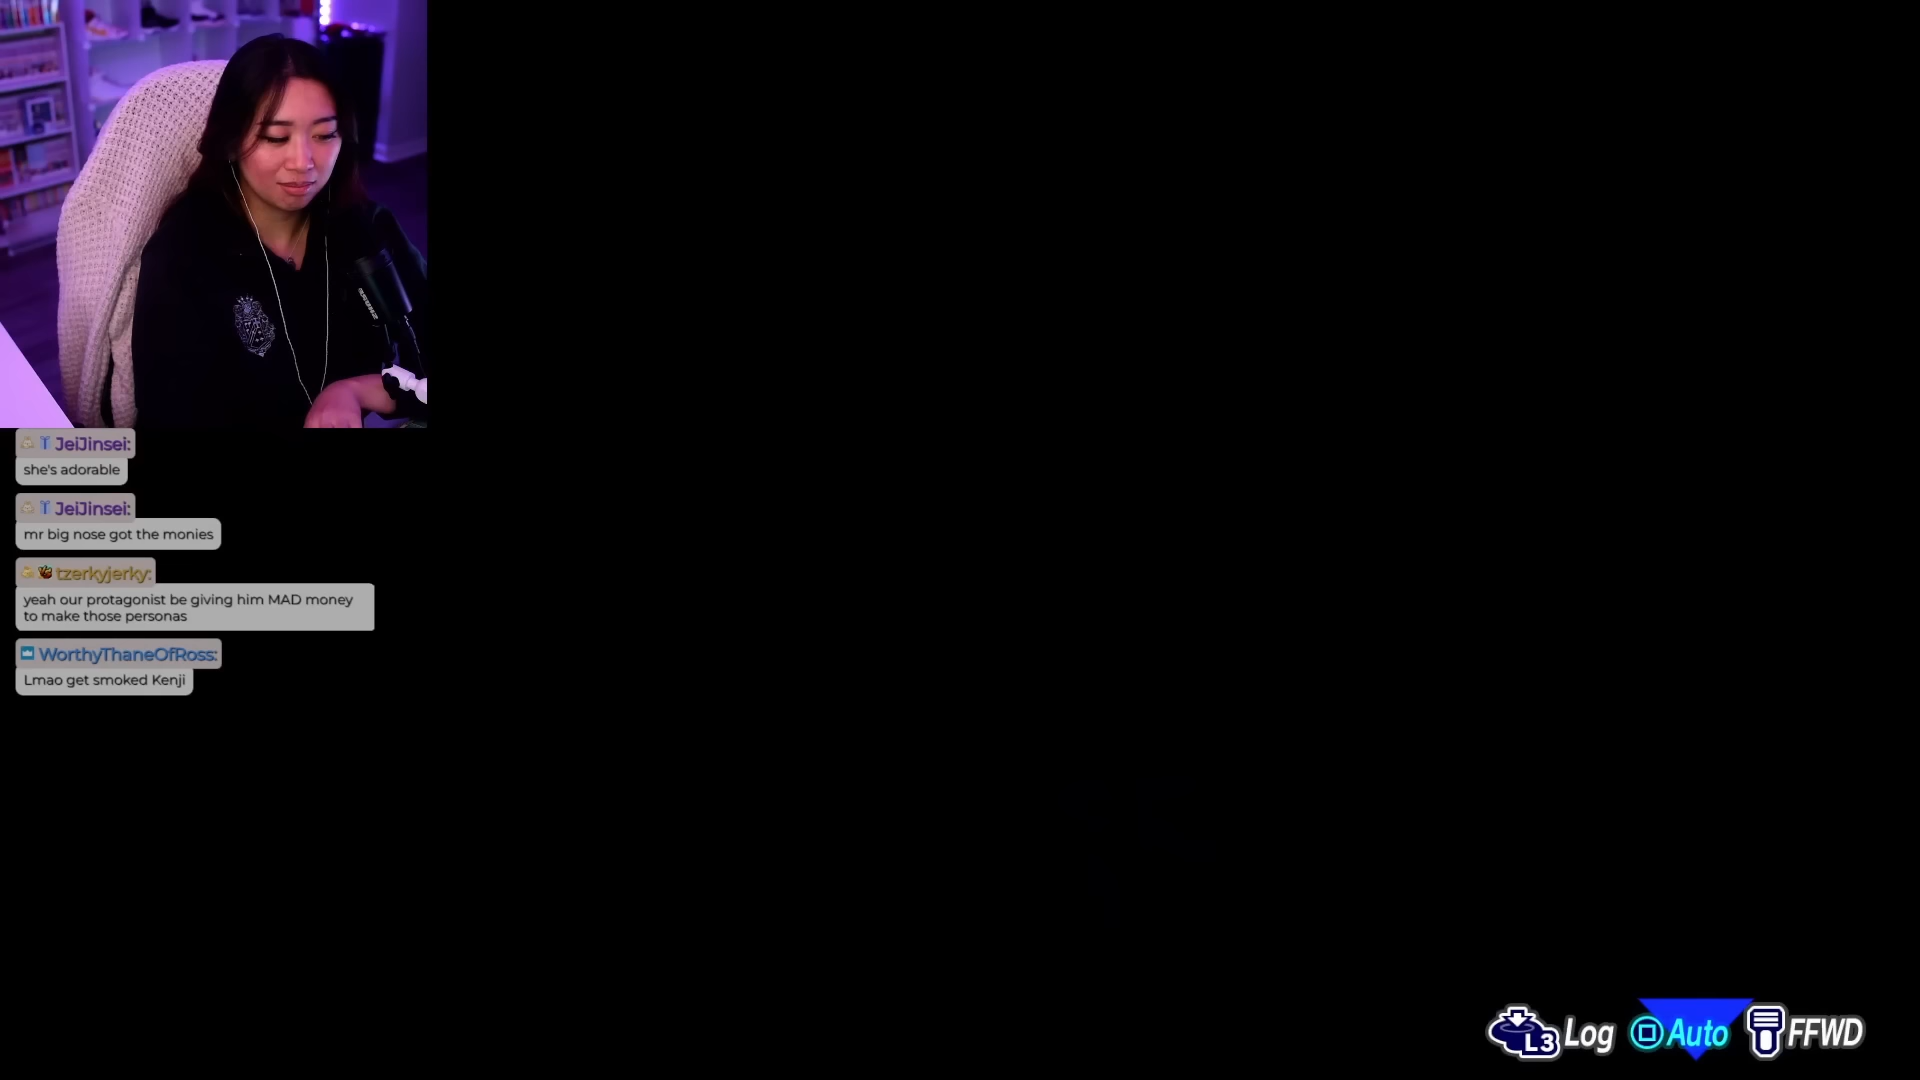 JeiJinsei:
she's adorable
JeiJinsei:
mr big nose got the monies
tzerkyjerky:
yeah our protagonist be giving him MAD money
to make those personas
WorthyThaneOfRoss:
Lmao get smoked Kenji
L3 Log Auto FFWD